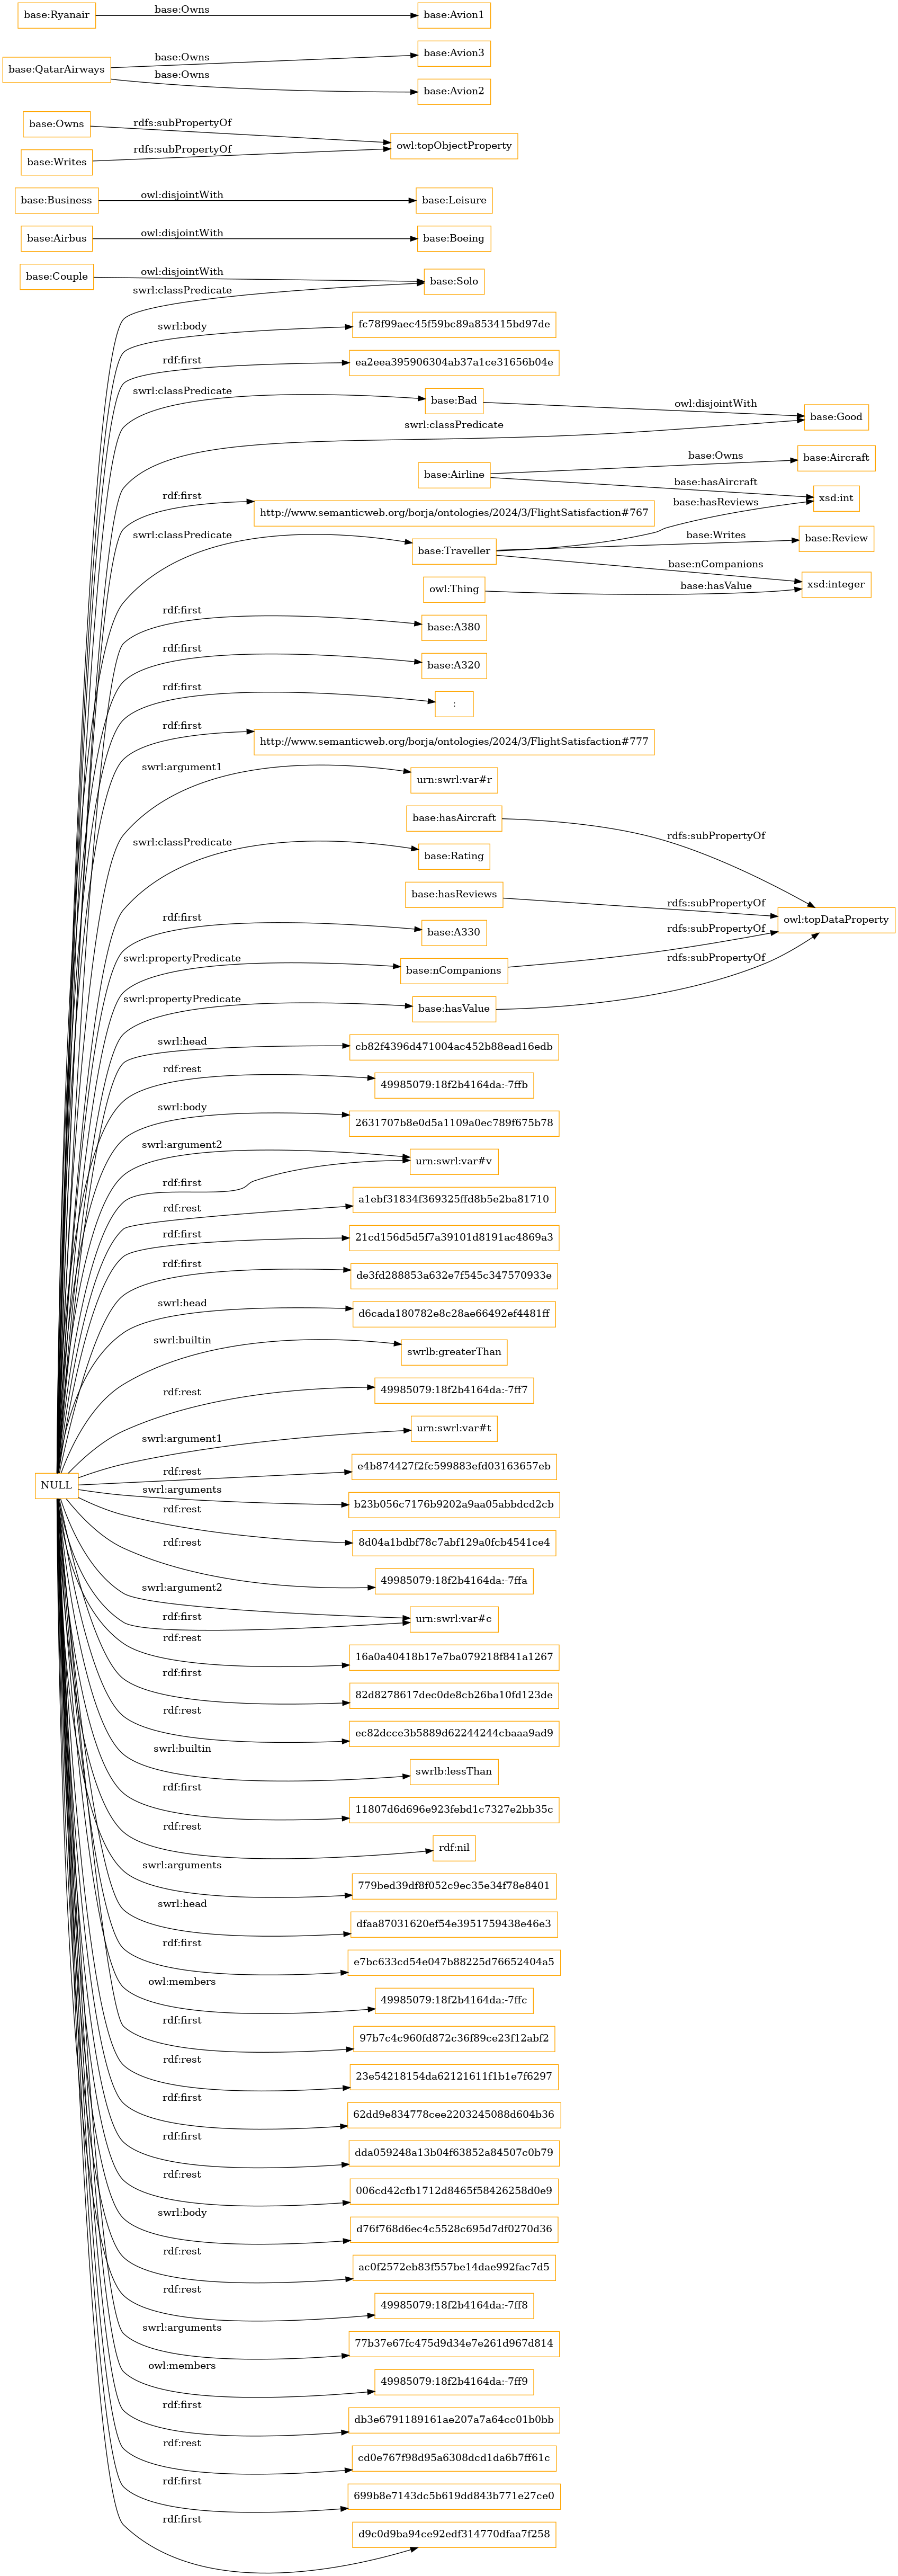 base:Ryanair
base:Owns
base:Avion1
base:QatarAirways
base:Owns
base:Avion3
base:Owns
base:Avion2
base:Owns
rdfs:subPropertyOf
owl:topObjectProperty
base:Writes
rdfs:subPropertyOf
base:Business
owl:disjointWith
base:Leisure
base:Airbus
owl:disjointWith
base:Boeing
base:Couple
owl:disjointWith
base:Solo
swrl:classPredicate
swrl:body
fc78f99aec45f59bc89a853415bd97de
rdf:first
ea2eea395906304ab37a1ce31656b04e
swrl:classPredicate
base:Bad
owl:disjointWith
base:Good
swrl:classPredicate
base:Airline
base:Owns
base:Aircraft
base:hasAircraft
xsd:int
rdf:first
http://www.semanticweb.org/borja/ontologies/2024/3/FlightSatisfaction#767
base:hasReviews
swrl:classPredicate
base:Traveller
base:Writes
base:Review
base:nCompanions
xsd:integer
owl:Thing
base:hasValue
rdf:first
base:A380
rdf:first
base:A320
rdf:first
:
rdf:first
http://www.semanticweb.org/borja/ontologies/2024/3/FlightSatisfaction#777
swrl:argument1
urn:swrl:var#r
base:hasAircraft
rdfs:subPropertyOf
swrl:classPredicate
base:Rating
base:hasReviews
rdfs:subPropertyOf
owl:topDataProperty
rdf:first
base:A330
rdfs:subPropertyOf
swrl:propertyPredicate
base:nCompanions
rdfs:subPropertyOf
swrl:propertyPredicate
base:hasValue
swrl:head
cb82f4396d471004ac452b88ead16edb
rdf:rest
49985079:18f2b4164da:-7ffb
swrl:body
2631707b8e0d5a1109a0ec789f675b78
swrl:argument2
urn:swrl:var#v
rdf:first
rdf:rest
a1ebf31834f369325ffd8b5e2ba81710
rdf:first
21cd156d5d5f7a39101d8191ac4869a3
rdf:first
de3fd288853a632e7f545c347570933e
swrl:head
d6cada180782e8c28ae66492ef4481ff
swrl:builtin
swrlb:greaterThan
rdf:rest
49985079:18f2b4164da:-7ff7
swrl:argument1
urn:swrl:var#t
NULL
rdf:rest
e4b874427f2fc599883efd03163657eb
swrl:arguments
b23b056c7176b9202a9aa05abbdcd2cb
rdf:rest
8d04a1bdbf78c7abf129a0fcb4541ce4
rdf:rest
49985079:18f2b4164da:-7ffa
swrl:argument2
urn:swrl:var#c
rdf:first
rdf:rest
16a0a40418b17e7ba079218f841a1267
rdf:first
82d8278617dec0de8cb26ba10fd123de
rdf:rest
ec82dcce3b5889d62244244cbaaa9ad9
swrl:builtin
swrlb:lessThan
rdf:first
11807d6d696e923febd1c7327e2bb35c
rdf:rest
rdf:nil
swrl:arguments
779bed39df8f052c9ec35e34f78e8401
swrl:head
dfaa87031620ef54e3951759438e46e3
rdf:first
e7bc633cd54e047b88225d76652404a5
owl:members
49985079:18f2b4164da:-7ffc
rdf:first
97b7c4c960fd872c36f89ce23f12abf2
rdf:rest
23e54218154da62121611f1b1e7f6297
rdf:first
62dd9e834778cee2203245088d604b36
rdf:first
dda059248a13b04f63852a84507c0b79
rdf:rest
006cd42cfb1712d8465f58426258d0e9
swrl:body
d76f768d6ec4c5528c695d7df0270d36
rdf:rest
ac0f2572eb83f557be14dae992fac7d5
rdf:rest
49985079:18f2b4164da:-7ff8
swrl:arguments
77b37e67fc475d9d34e7e261d967d814
owl:members
49985079:18f2b4164da:-7ff9
rdf:first
db3e6791189161ae207a7a64cc01b0bb
rdf:rest
cd0e767f98d95a6308dcd1da6b7ff61c
rdf:first
699b8e7143dc5b619dd843b771e27ce0
rdf:first
d9c0d9ba94ce92edf314770dfaa7f258